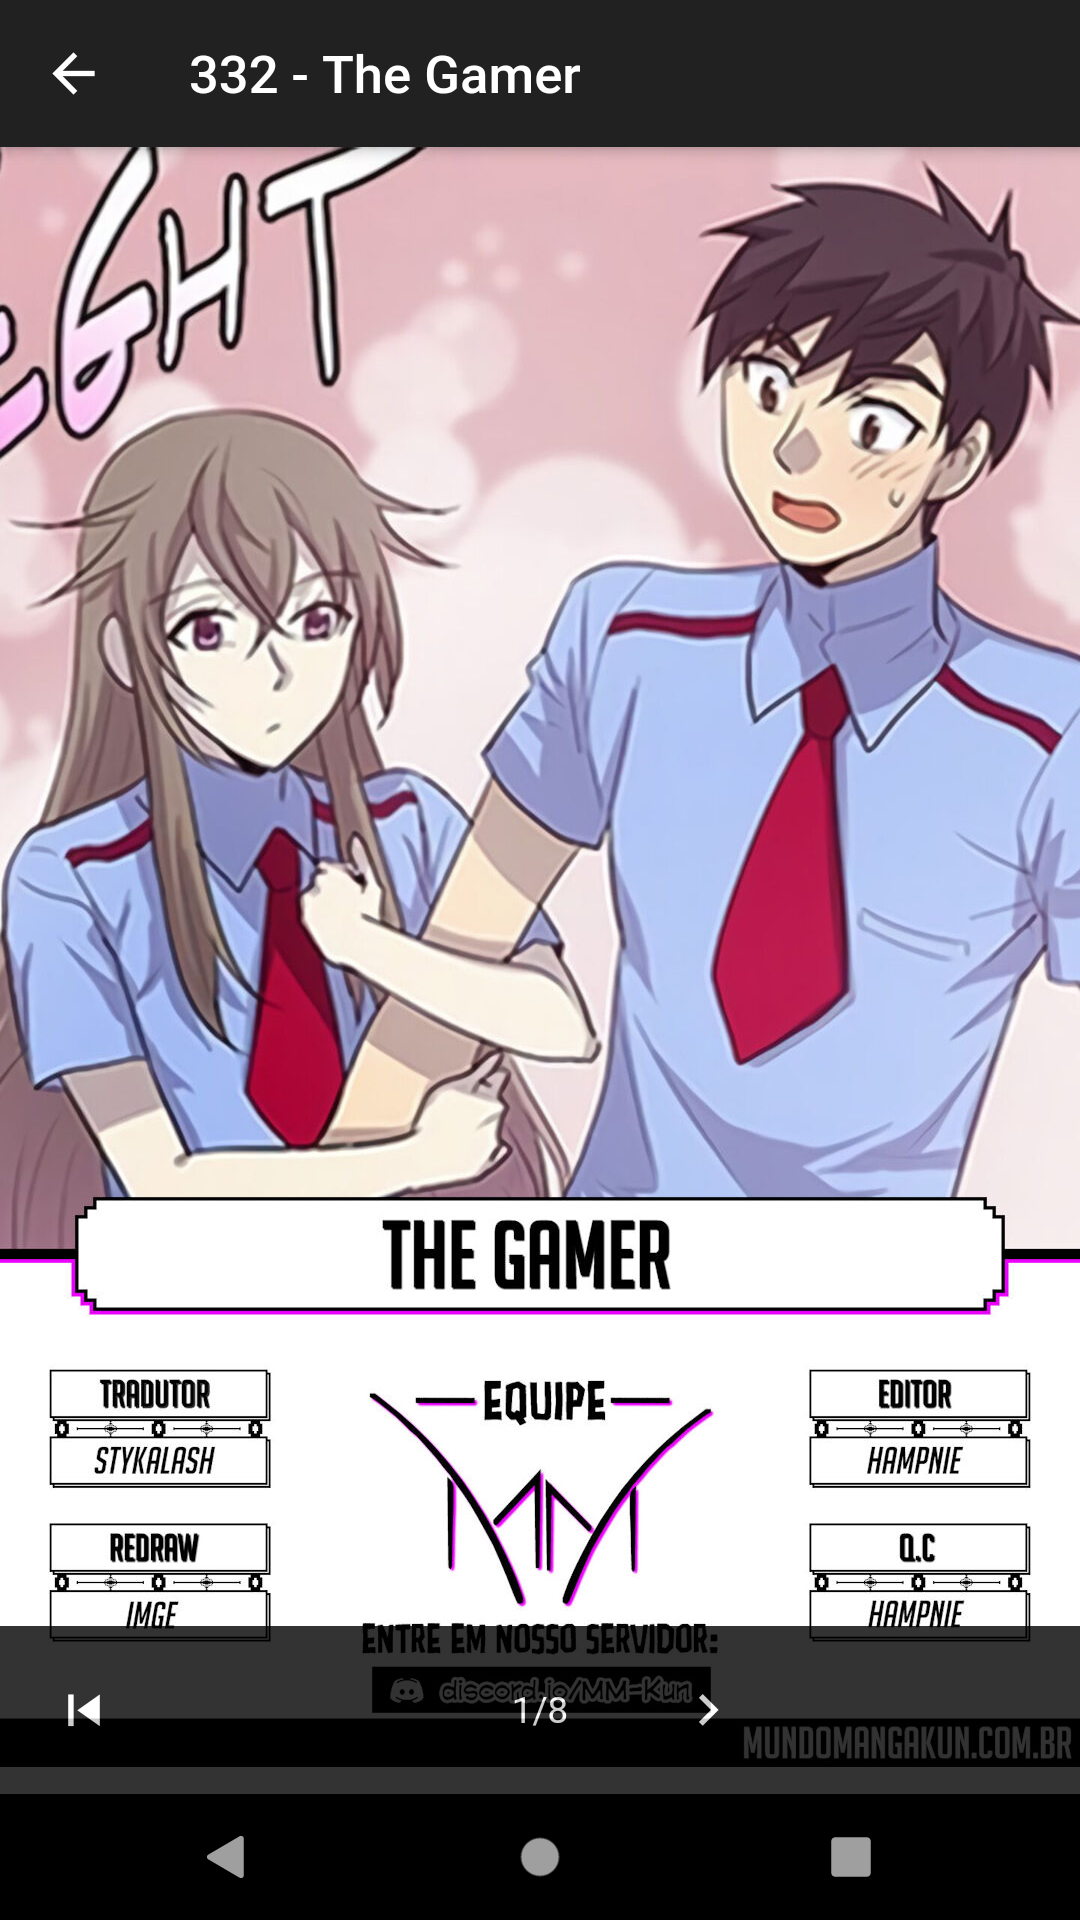 332 - The Gamer
EGHT
THE GAMER
TRADUTOR
STYKALASH
EQUIPE
MM
EDITOR
HAMPNIE
REDRAW
IMGE
Q.C
HAMPNIE
ENTRE EM NOSSO SERVIDOR:
discord.io/MM-Kun
1/8
MUNDOMANGAKUN.COM.BR